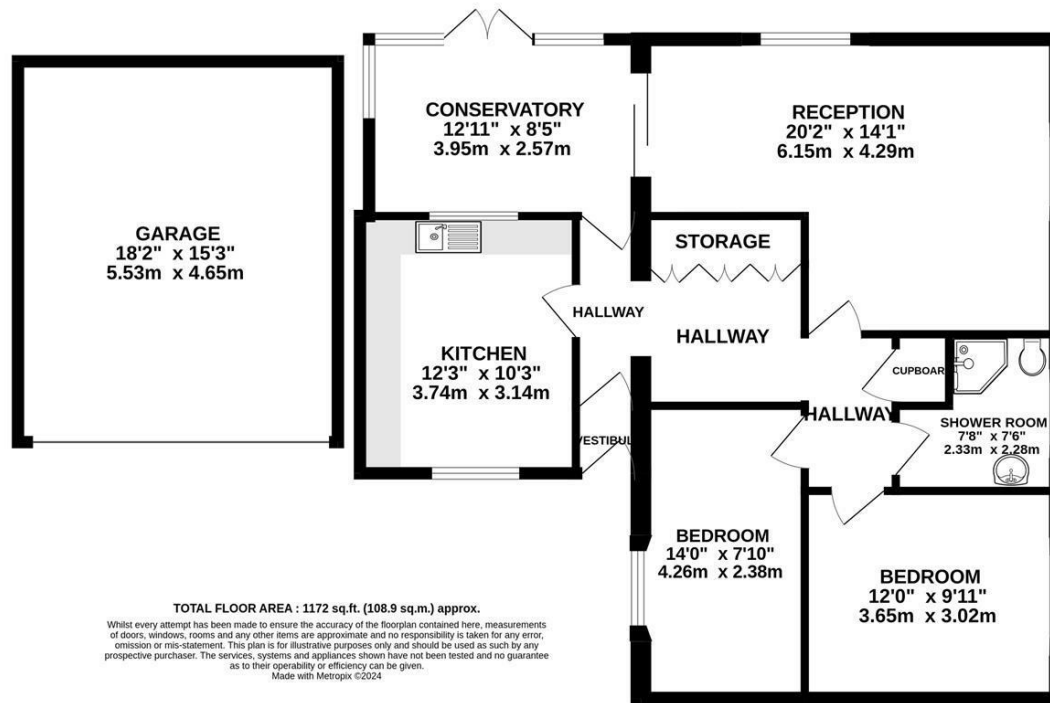 CONSERVATORY
12'11" x 8'5"
3.95m x 2.57m
RECEPTION
20'2" x 14'1"
6.15m x 4.29m
GARAGE
18'2" x 15'3"
5.53m x 4.65m
STORAGE
HALLWAY
HALLWAY
KITCHEN
12'3" x 10'3"
3.74m x 3.14m
CUPBOAR
HALLWAY
SHOWER ROOM
7'8" x 7'6"
2.33m x 2.28m
VESTIBUL
BEDROOM
14'0" x 7'10"
4.26m x 2.38m
BEDROOM
12'0" x 9'11"
3.65m x 3.02m
TOTAL FLOOR AREA : 1172 sq.ft. (108.9 sq.m.) approx.
Whilst every attempt has been made to ensure the accuracy of the floorplan contained here, measurements
of doors, windows, rooms and any other items are approximate and no responsibility is taken for any error,
omission or mis-statement. This plan is for illustrative purposes only and should be used as such by any
prospective purchaser. The services, systems and appliances shown have not been tested and no guarantee
as to their operability or efficiency can be given.
Made with Metropix ©2024